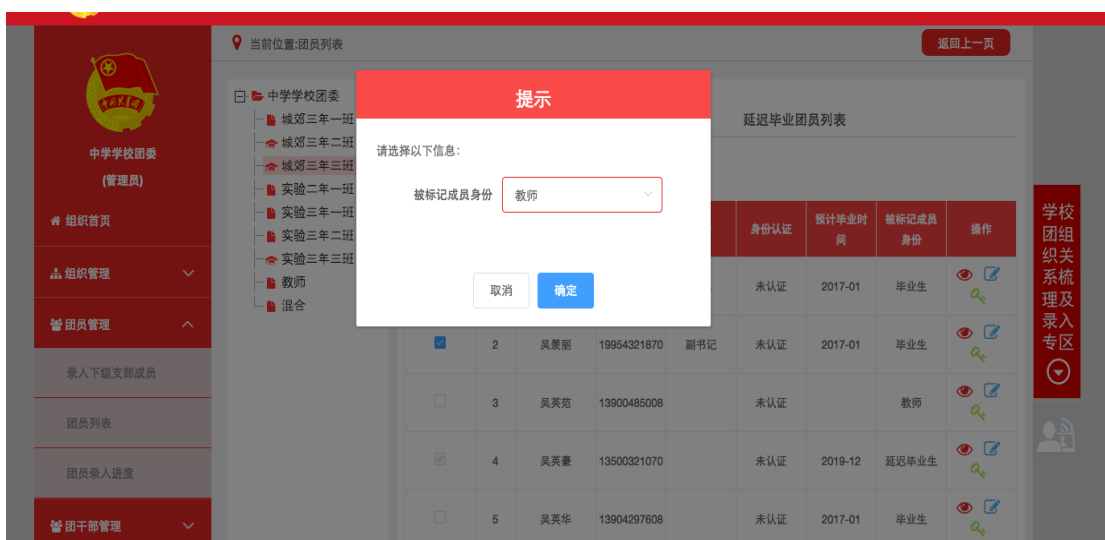 当前位置:团员列表
返回上一页
中国共青团
中学学校团委
(管理员)
组织首页
组织管理
团员管理
录入下级支部成员
团员列表
团员录入进度
团干部管理
中学学校团委
城郊三年一班
城郊三年二班
城郊三年三班
实验二年一班
实验三年一班
实验三年二班
实验三年三班
教师
混合
提示
请选择以下信息:
被标记成员身份 教师
取消 确定
延迟毕业团员列表
身份认证 预计毕业时间 被标记成员身份 操作
未认证 2017-01 毕业生
2 吴羡丽 19954321870 副书记 未认证 2017-01 毕业生
3 吴英范 13900485008 未认证 教师
4 吴英豪 13500321070 未认证 2019-12 延迟毕业生
5 吴英华 13904297608 未认证 2017-01 毕业生
学校
团组
织关
系梳
理及
录入
专区